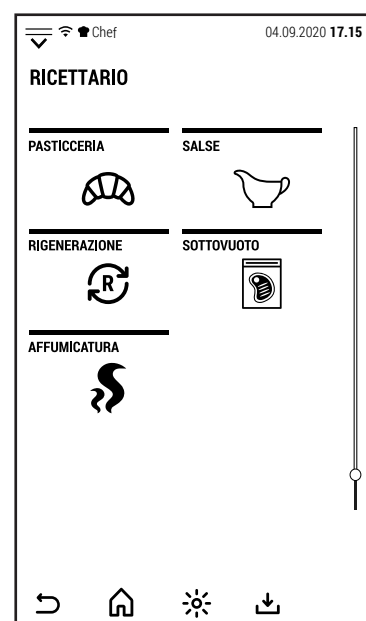 Chef 04.09.2020 17.15
RICETTARIO
PASTICCERIA SALSE
RIGENERAZIONE SOTTOVUOTO
R
AFFUMICATURA